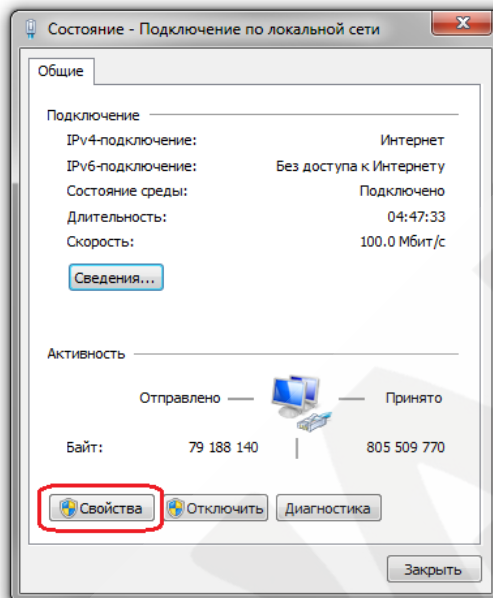 Состояние - Подключение по локальной сети
Общие
Подключение
IPv4-подключение: Интернет
IPv6-подключение: Без доступа к Интернету
Состояние среды: Подключено
Длительность: 04:47:33
Скорость: 100.0 Мбит/с
Сведения...
Активность
Отправлено — — Принято
Байт: 79 188 140 | 805 509 770
Свойства Отключить Диагностика
Закрыть